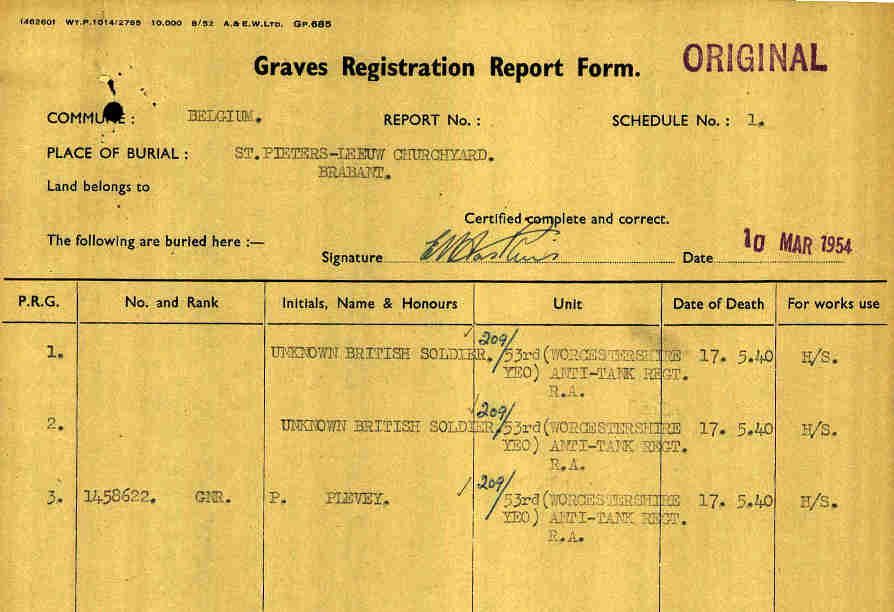 (462601 WT.P.1014/2765 10,000 8/52 A.& E.W.LTD. GP.685
ORIGINAL
Graves Registration Report Form.
COMMUNE : BELGIUM. REPORT No. : SCHEDULE No. : 1.
PLACE OF BURIAL : ST.PIETERS-LEEUW CHURCHYARD.
BRABANT.
Land belongs to
Certified complete and correct.
The following are buried here :—
Signature Date 10 MAR 1954
P.R.G. No. and Rank Initials, Name & Honours Unit Date of Death For works use
209/
1. UNKNOWN BRITISH SOLDIER. 53rd(WORCESTERSHIRE 17. 5.40 H/S.
YEO) ANTI-TANK REGT.
R.A.
209/
2. UNKNOWN BRITISH SOLDIER. 53rd(WORCESTERSHIRE 17. 5.40 H/S.
YEO) ANTI-TANK REGT.
R.A.
209/
3. 1458622. GNR. P. PLEVEY. 53rd(WORCESTERSHIRE 17. 5.40 H/S.
YEO) ANTI-TANK REGT.
R.A.